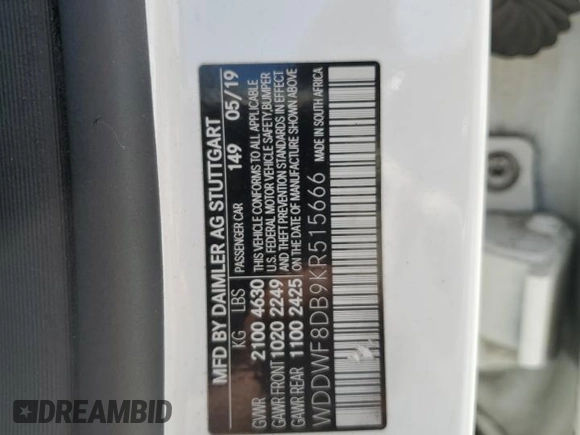 MFD BY DAIMLER AG STUTTGART
KG LBS PASSENGER CAR 149 05/19
GVWR 2100 4630 THIS VEHICLE CONFORMS TO ALL APPLICABLE
GAWR FRONT 1020 2249 U.S. FEDERAL MOTOR VEHICLE SAFETY, BUMPER
AND THEFT PREVENTION STANDARDS IN EFFECT
GAWR REAR 1100 2425 ON THE DATE OF MANUFACTURE SHOWN ABOVE
WDDWF8DB9KR515666 MADE IN SOUTH AFRICA
DREAMBID